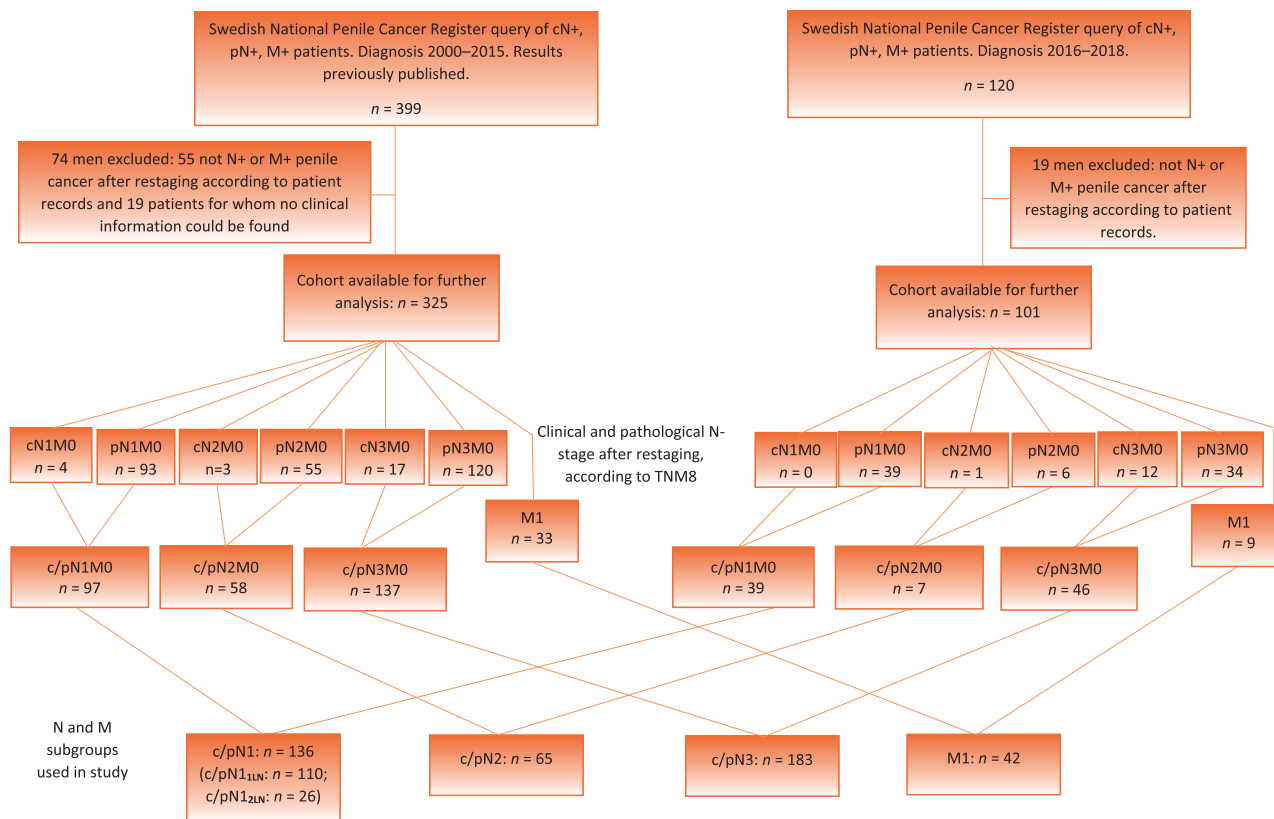 Swedish National Penile Cancer Register query of cN+,
pN+, M+ patients. Diagnosis 2000–2015. Results
previously published.
n = 399
Swedish National Penile Cancer Register query of cN+,
pN+, M+ patients. Diagnosis 2016–2018.
n = 120
74 men excluded: 55 not N+ or M+ penile
cancer after restaging according to patient
records and 19 patients for whom no clinical
information could be found
19 men excluded: not N+ or
M+ penile cancer after
restaging according to patient
records.
Cohort available for further
analysis: n = 325
Cohort available for further
analysis: n = 101
cN1M0
n = 4
pN1M0
n = 93
cN2M0
n=3
pN2M0
n = 55
cN3M0
n = 17
pN3M0
n = 120
Clinical and pathological N-
stage after restaging,
according to TNM8
cN1M0
n = 0
pN1M0
n = 39
cN2M0
n = 1
pN2M0
n = 6
cN3M0
n = 12
pN3M0
n = 34
M1
n = 33
M1
n = 9
c/pN1M0
n = 97
c/pN2M0
n = 58
c/pN3M0
n = 137
c/pN1M0
n = 39
c/pN2M0
n = 7
c/pN3M0
n = 46
N and M
subgroups
used in study
c/pN1: n = 136
(c/pN1₁LN: n = 110;
c/pN1₂LN: n = 26)
c/pN2: n = 65
c/pN3: n = 183
M1: n = 42